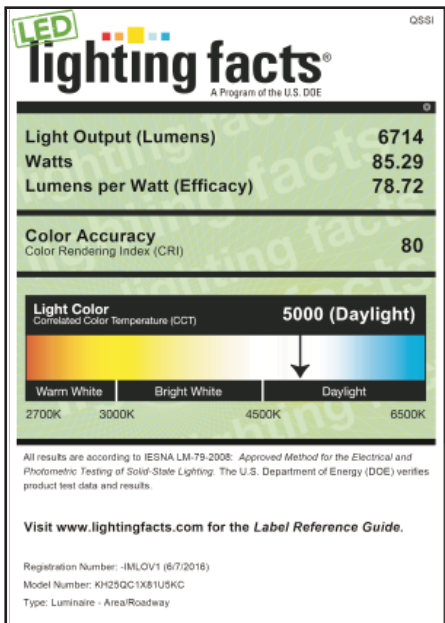 QSSI
LED
lighting facts®
A Program of the U.S. DOE
Light Output (Lumens) 6714
Watts 85.29
Lumens per Watt (Efficacy) 78.72
Color Accuracy 80
Color Rendering Index (CRI)
Light Color 5000 (Daylight)
Correlated Color Temperature (CCT)
Warm White Bright White Daylight
2700K 3000K 4500K 6500K
All results are according to IESNA LM-79-2008: Approved Method for the Electrical and
Photometric Testing of Solid-State Lighting. The U.S. Department of Energy (DOE) verifies
product test data and results.
Visit www.lightingfacts.com for the Label Reference Guide.
Registration Number: -IMLOV1 (6/7/2016)
Model Number: KH25QC1X81U5KC
Type: Luminaire - Area/Roadway